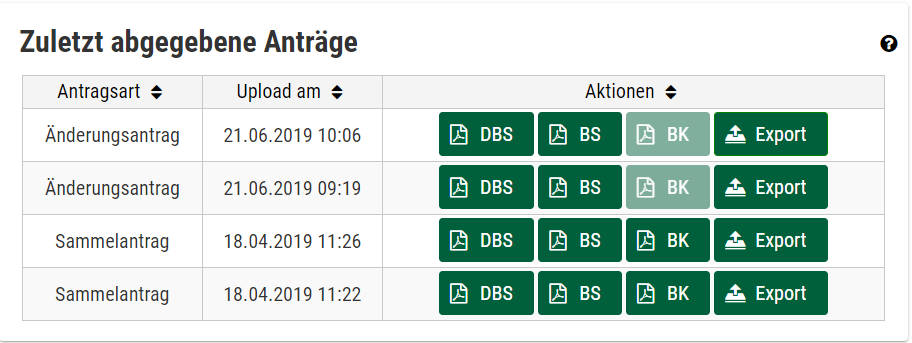 Zuletzt abgegebene Anträge
Antragsart Upload am Aktionen
Änderungsantrag 21.06.2019 10:06 DBS BS BK Export
Änderungsantrag 21.06.2019 09:19 DBS BS BK Export
Sammelantrag 18.04.2019 11:26 DBS BS BK Export
Sammelantrag 18.04.2019 11:22 DBS BS BK Export